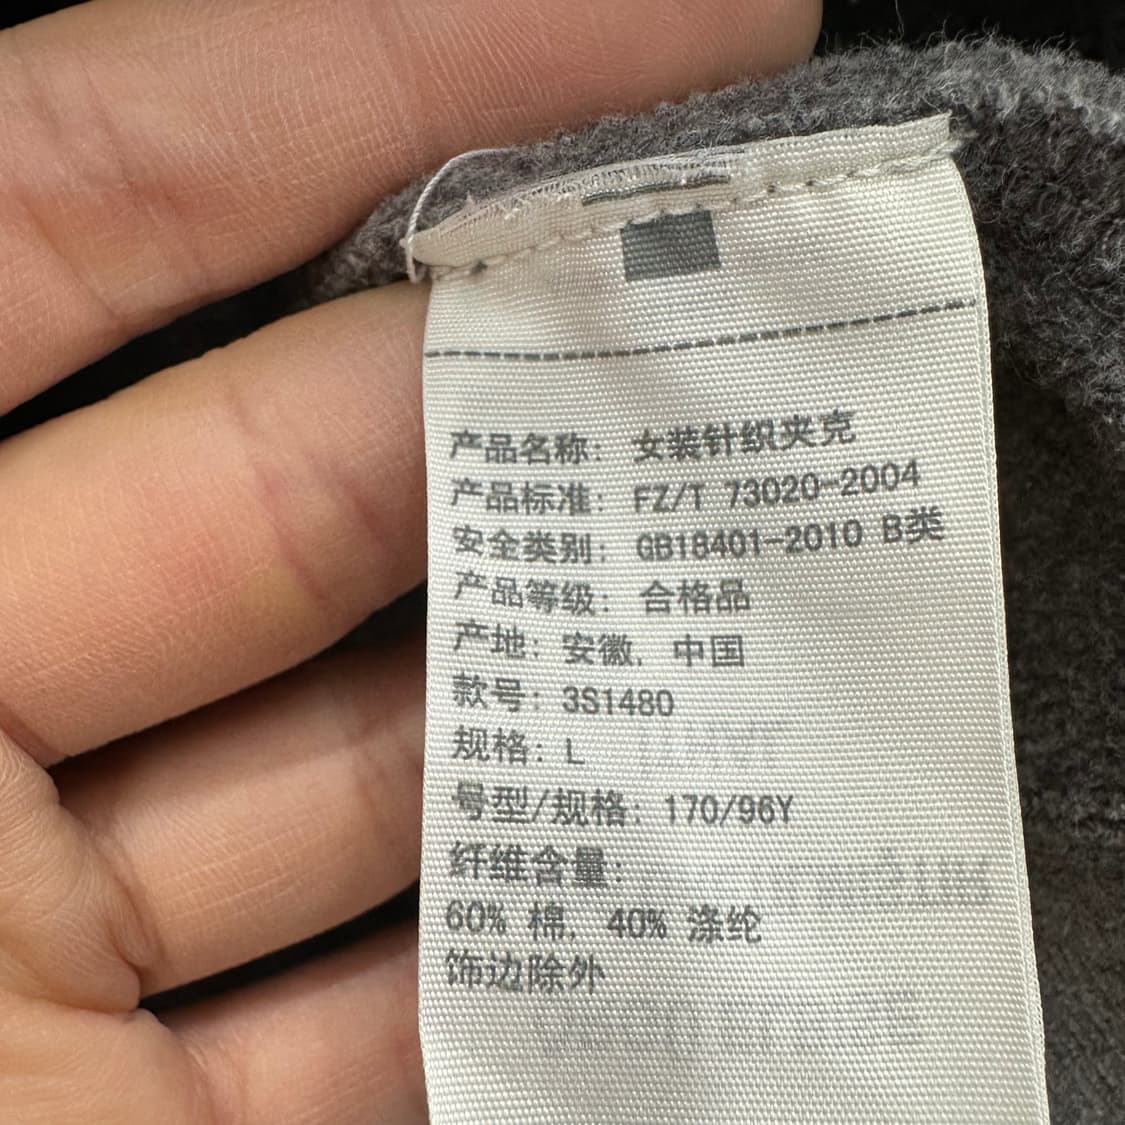 产品名称: 女装针织夹克
产品标准: FZ/T 73020-2004
安全类别: GB18401-2010 B类
产品等级: 合格品
产地: 安徽, 中国
款号: 3S1480
规格: L
号型/规格: 170/96Y
纤维含量:
60% 棉, 40% 涤纶
饰边除外